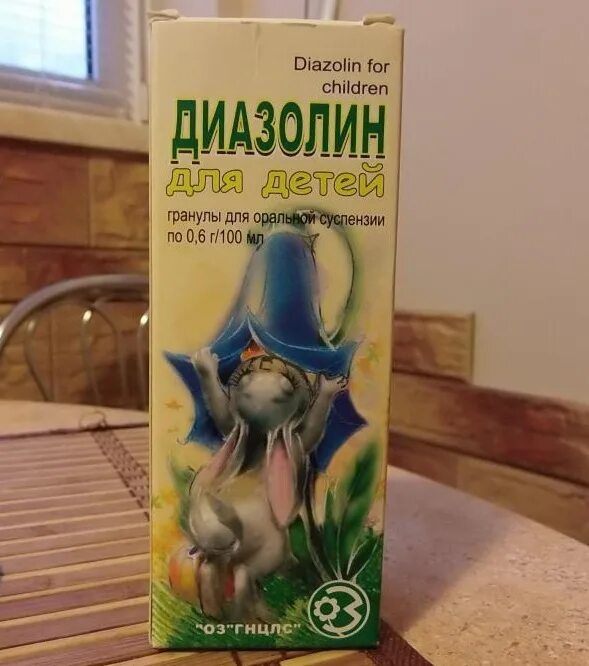 Diazolin for
children
ДИАЗОЛИН
для детей
гранулы для оральной суспензии
по 0,6 г/100 мл
"ОЗ"ГНЦЛС"